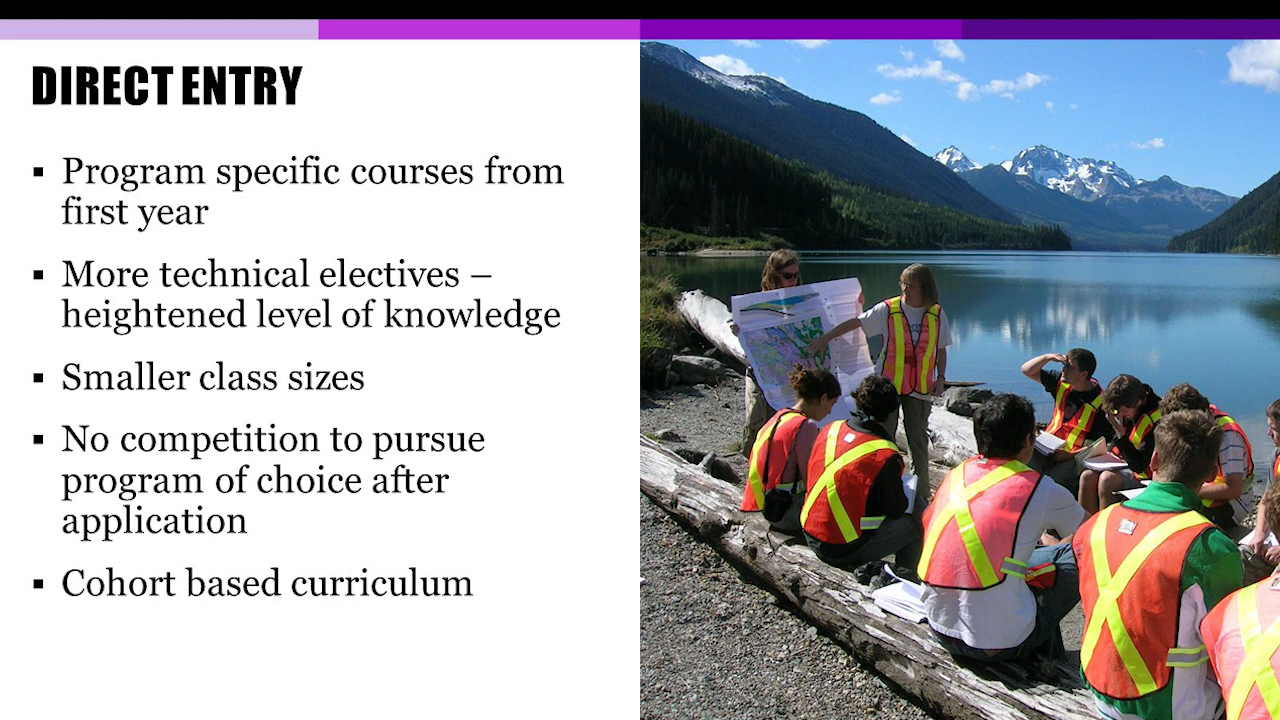 DIRECT ENTRY
▪ Program specific courses from
first year
▪ More technical electives –
heightened level of knowledge
▪ Smaller class sizes
▪ No competition to pursue
program of choice after
application
▪ Cohort based curriculum